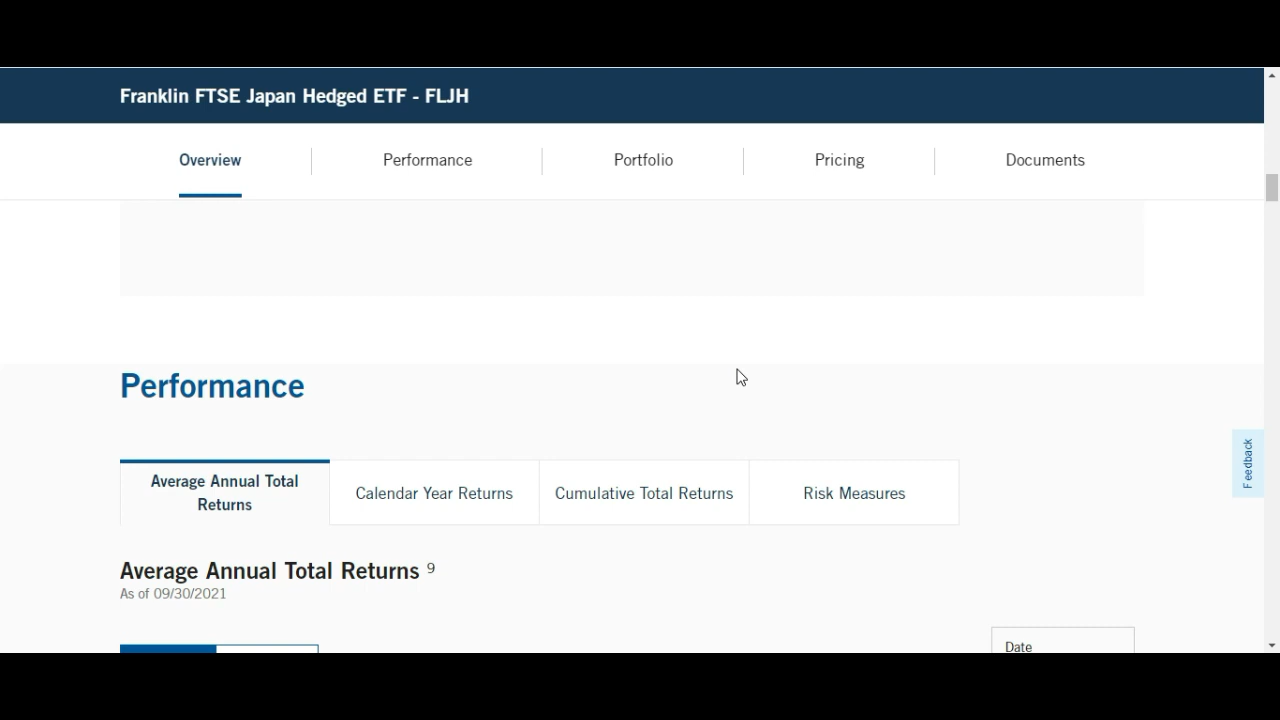 Franklin FTSE Japan Hedged ETF - FLJH
Overview
Performance
Portfolio
Pricing
Documents
Performance
Feedback
Average Annual Total
Returns
Calendar Year Returns
Cumulative Total Returns
Risk Measures
Average Annual Total Returns 9
As of 09/30/2021
Date